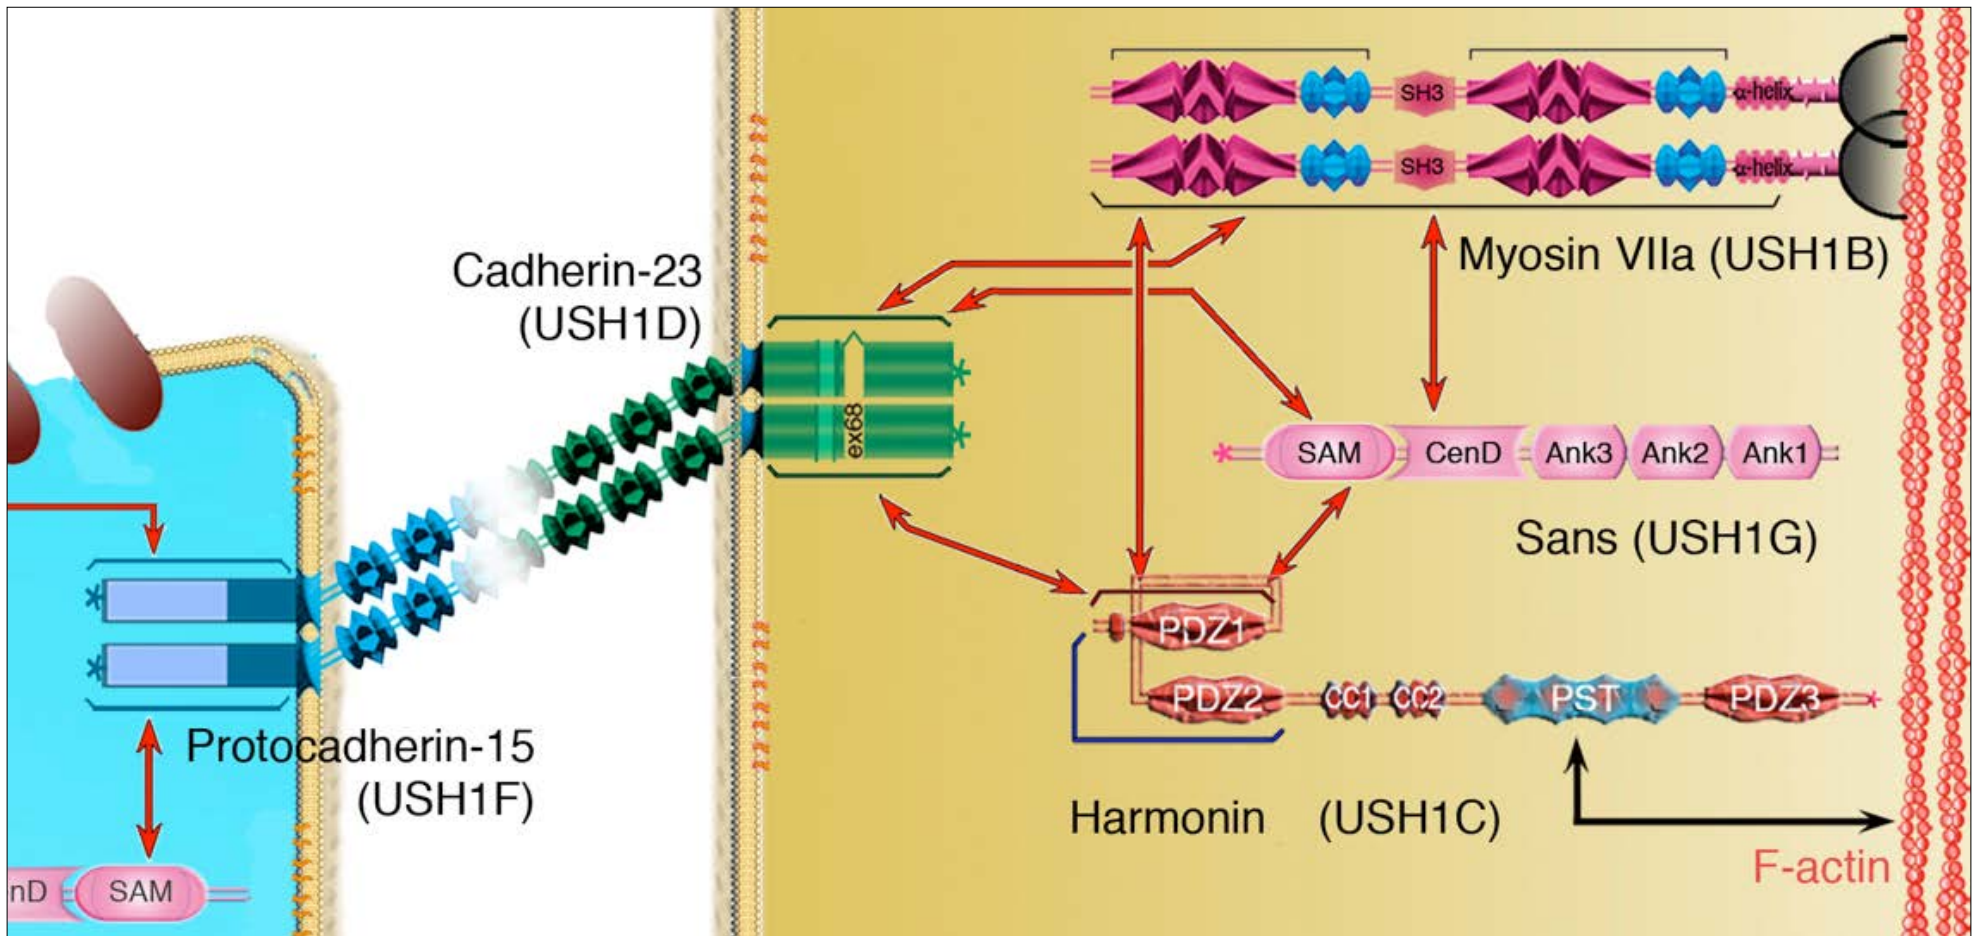 SH3
α-helix
SH3
α-helix
Myosin VIIa (USH1B)
Cadherin-23
(USH1D)
ex68
SAM CenD Ank3 Ank2 Ank1
Sans (USH1G)
PDZ1
PDZ2 CC1 CC2 PST PDZ3
Protocadherin-15
(USH1F)
Harmonin (USH1C)
F-actin
nD SAM